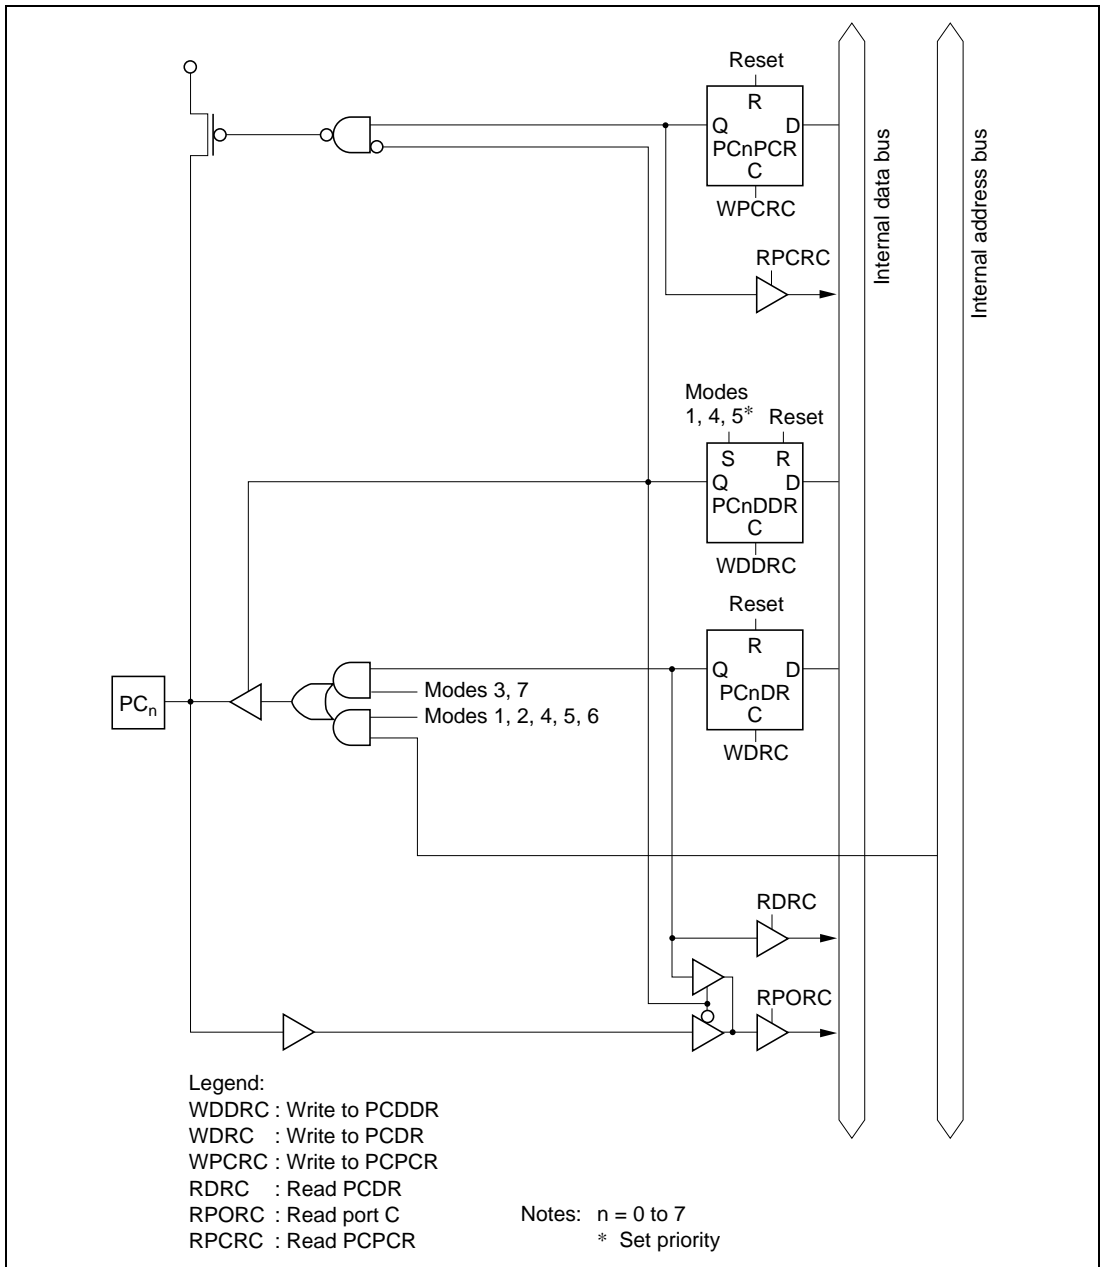 Reset
R
Q D
PCnPCR
C
WPCRC
RPCRC
Internal data bus
Internal address bus
Modes
1, 4, 5* Reset
S R
Q D
PCnDDR
C
WDDRC
Reset
R
Q D
PCnDR
C
WDRC
PCn
Modes 3, 7
Modes 1, 2, 4, 5, 6
RDRC
RPORC
Legend:
WDDRC : Write to PCDDR
WDRC : Write to PCDR
WPCRC : Write to PCPCR
RDRC : Read PCDR
RPORC : Read port C
RPCRC : Read PCPCR
Notes: n = 0 to 7
* Set priority